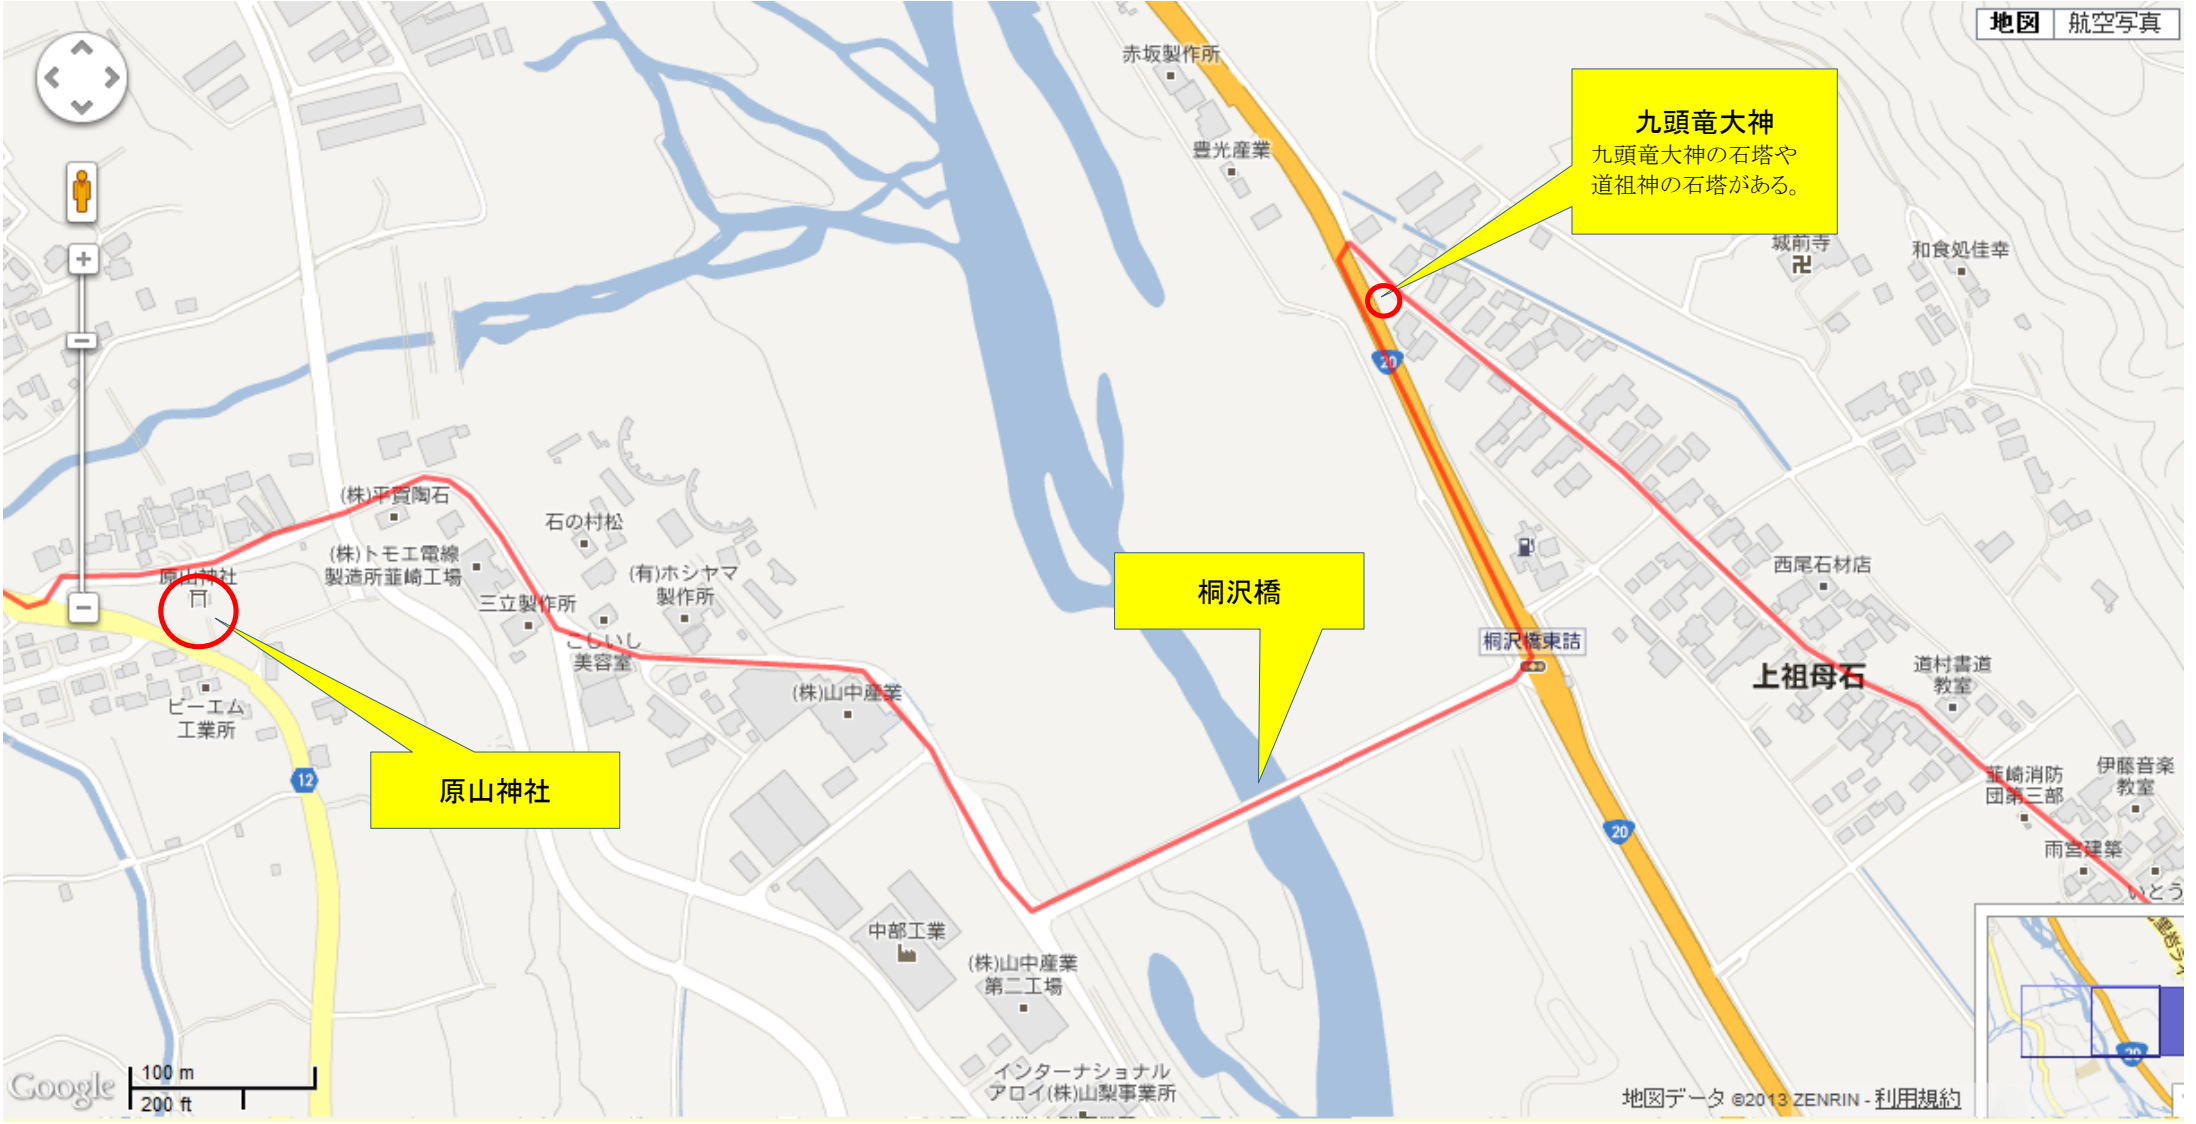 地図
航空写真
赤坂製作所
九頭竜大神
九頭竜大神の石塔や
道祖神の石塔がある。
豊光産業
城前寺
和食処佳幸
20
(株)平賀陶石
石の村松
(株)トモエ電線
製造所韮崎工場
(有)ホシヤマ
製作所
原山神社
三立製作所
こしいし
美容室
桐沢橋
西尾石材店
桐沢橋東詰
上祖母石
道村書道
教室
(株)山中産業
ビーエム
工業所
12
原山神社
韮崎消防
団第三部
伊藤音楽
教室
20
雨宮建築
いとう
中部工業
(株)山中産業
第二工場
インターナショナル
アロイ(株)山梨事業所
20
Google
100 m
200 ft
地図データ ©2013 ZENRIN - 利用規約